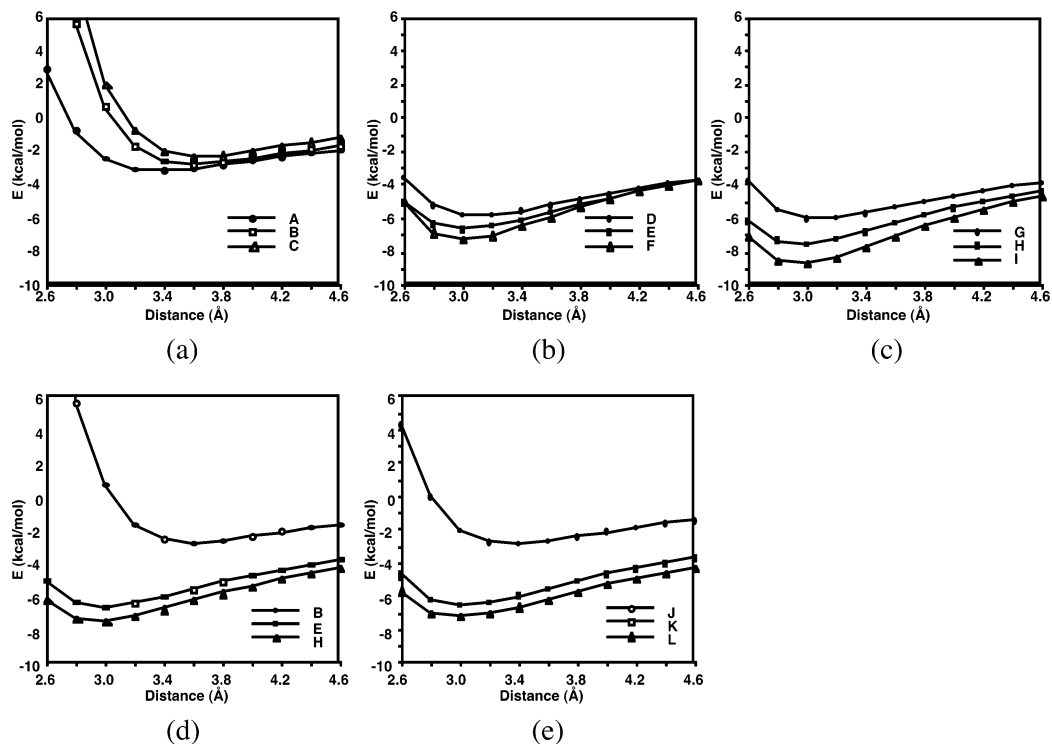 6 6 6
4 4 4
2 2 2
0 0 0
-2 -2 -2
-4 -4 -4
-6 -6 -6
-8 -8 -8
-10 -10 -10
E (kcal/mol) E (kcal/mol) E (kcal/mol)
A
B
C
D
E
F
G
H
I
2.6 3.0 3.4 3.8 4.2 4.6 2.6 3.0 3.4 3.8 4.2 4.6 2.6 3.0 3.4 3.8 4.2 4.6
Distance (Å) Distance (Å) Distance (Å)
(a) (b) (c)
6 6
4 4
2 2
0 0
-2 -2
-4 -4
-6 -6
-8 -8
-10 -10
E (kcal/mol) E (kcal/mol)
B
E
H
J
K
L
2.6 3.0 3.4 3.8 4.2 4.6 2.6 3.0 3.4 3.8 4.2 4.6
Distance (Å) Distance (Å)
(d) (e)